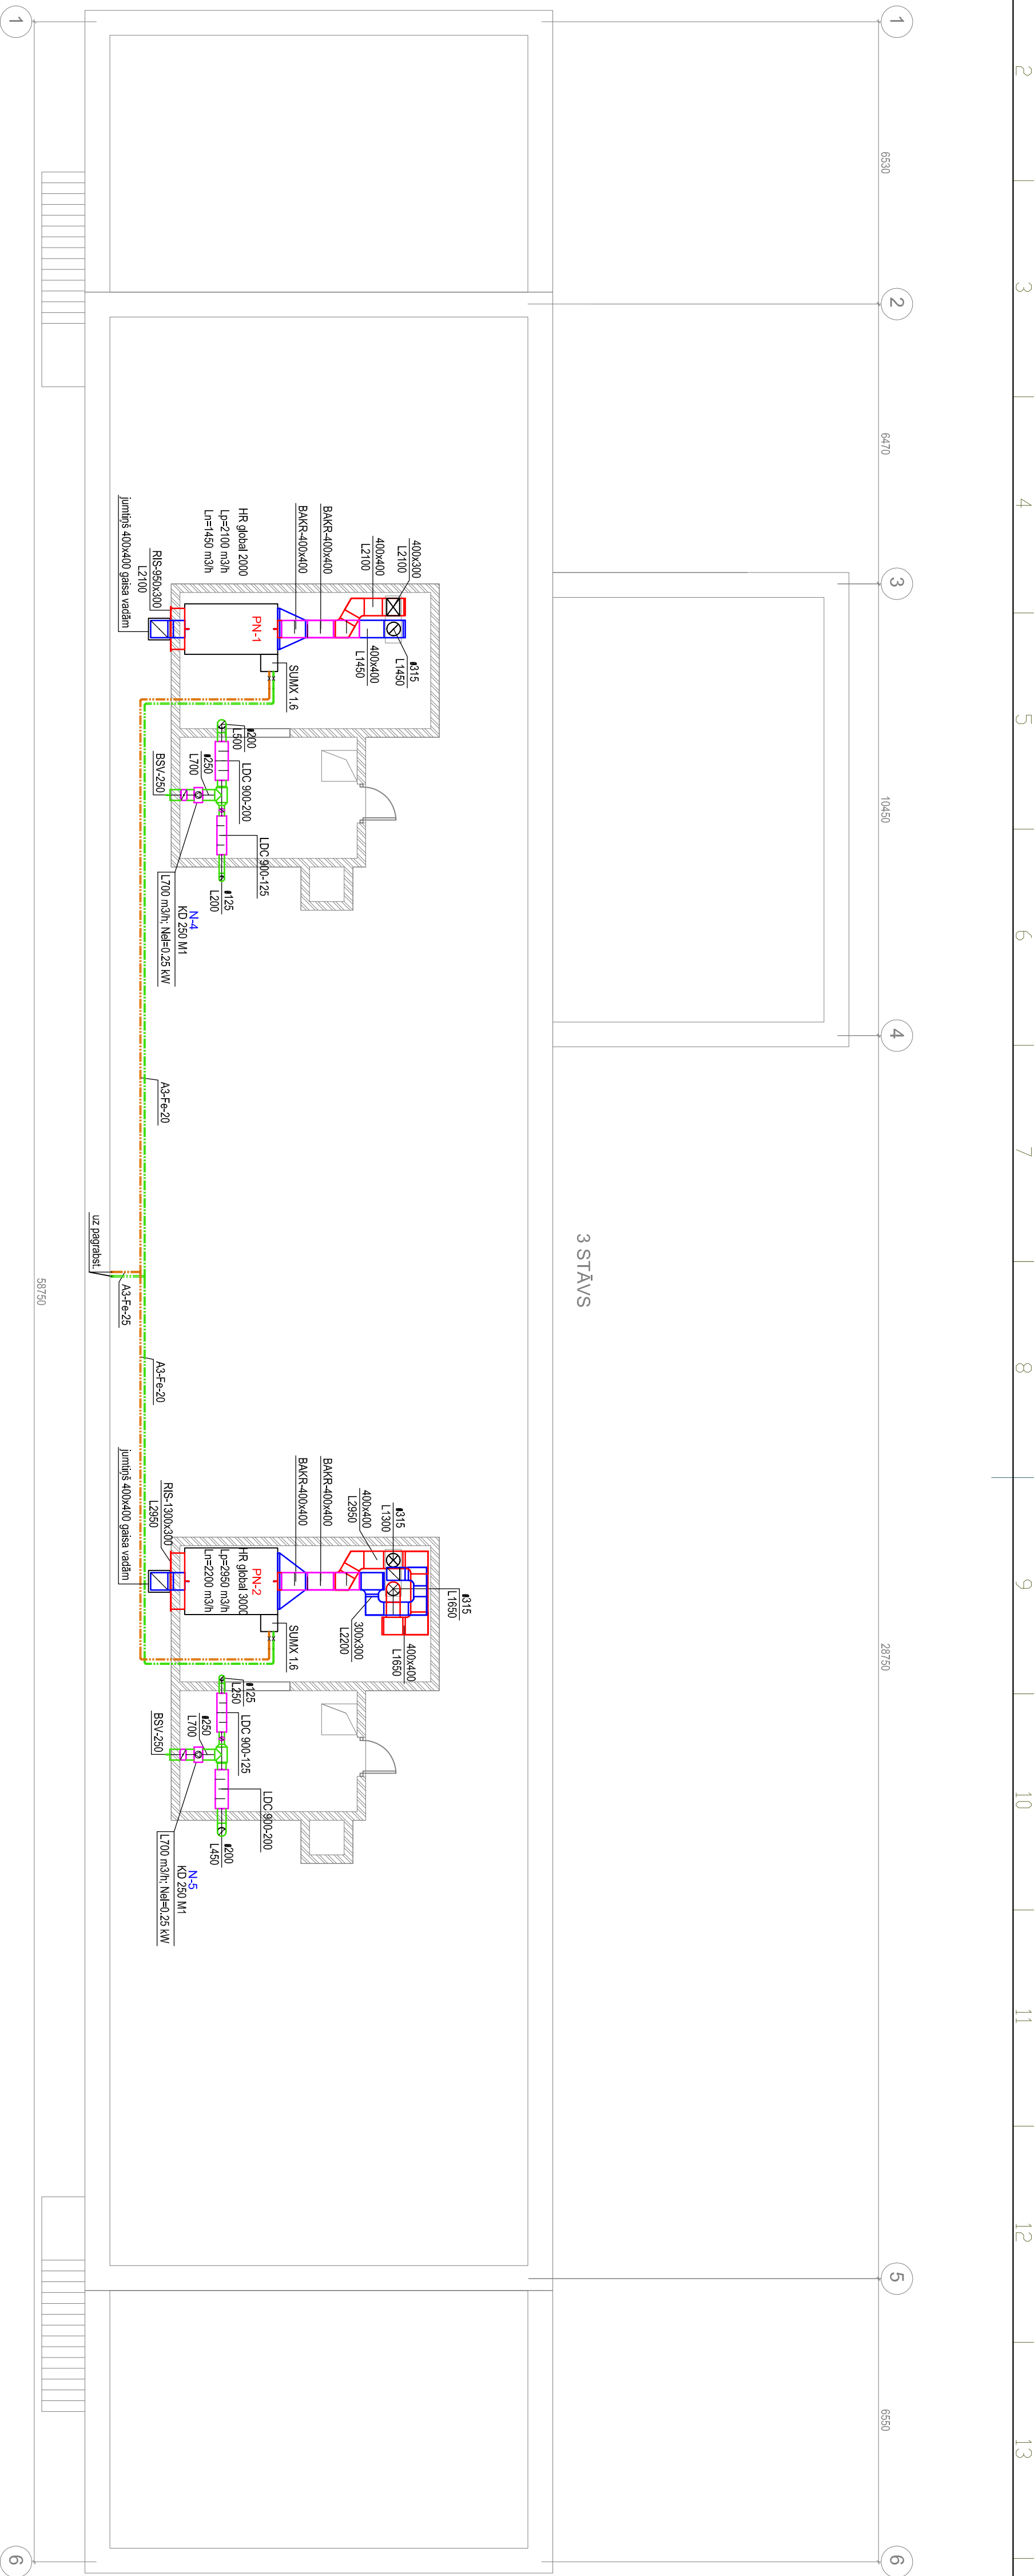 2
3
4
5
6
7
8
9
10
11
12
13
1
2
3
4
5
6
6530
6470
10450
28750
6550
3 STĀVS
400x300
L2100
400x400
L2100
BAKR-400x400
BAKR-400x400
ø315
L1450
400x400
L1450
HR global 2000
Lp=2100 m3/h
Ln=1450 m3/h
PN-1
SUMX 1.6
RIS-950x300
L2100
jumtiņš 400x400 gaisa vadām
ø200
L500
LDC 900-200
ø250
L700
BSV-250
LDC 900-125
ø125
L200
N-4
KD 250 M1
L700 m3/h; Nel=0.25 kW
A3-Fe-20
uz pagrabst.
A3-Fe-25
A3-Fe-20
ø315
L1300
400x400
L2950
BAKR-400x400
BAKR-400x400
ø315
L1650
400x400
L1650
300x300
L2200
PN-2
HR global 3000
Lp=2950 m3/h
Ln=2200 m3/h
SUMX 1.6
RIS-1300x300
L2950
jumtiņš 400x400 gaisa vadām
ø125
L250
LDC 900-125
ø250
L700
BSV-250
LDC 900-200
ø200
L450
N-5
KD 250 M1
L700 m3/h; Nel=0.25 kW
58750
1
6